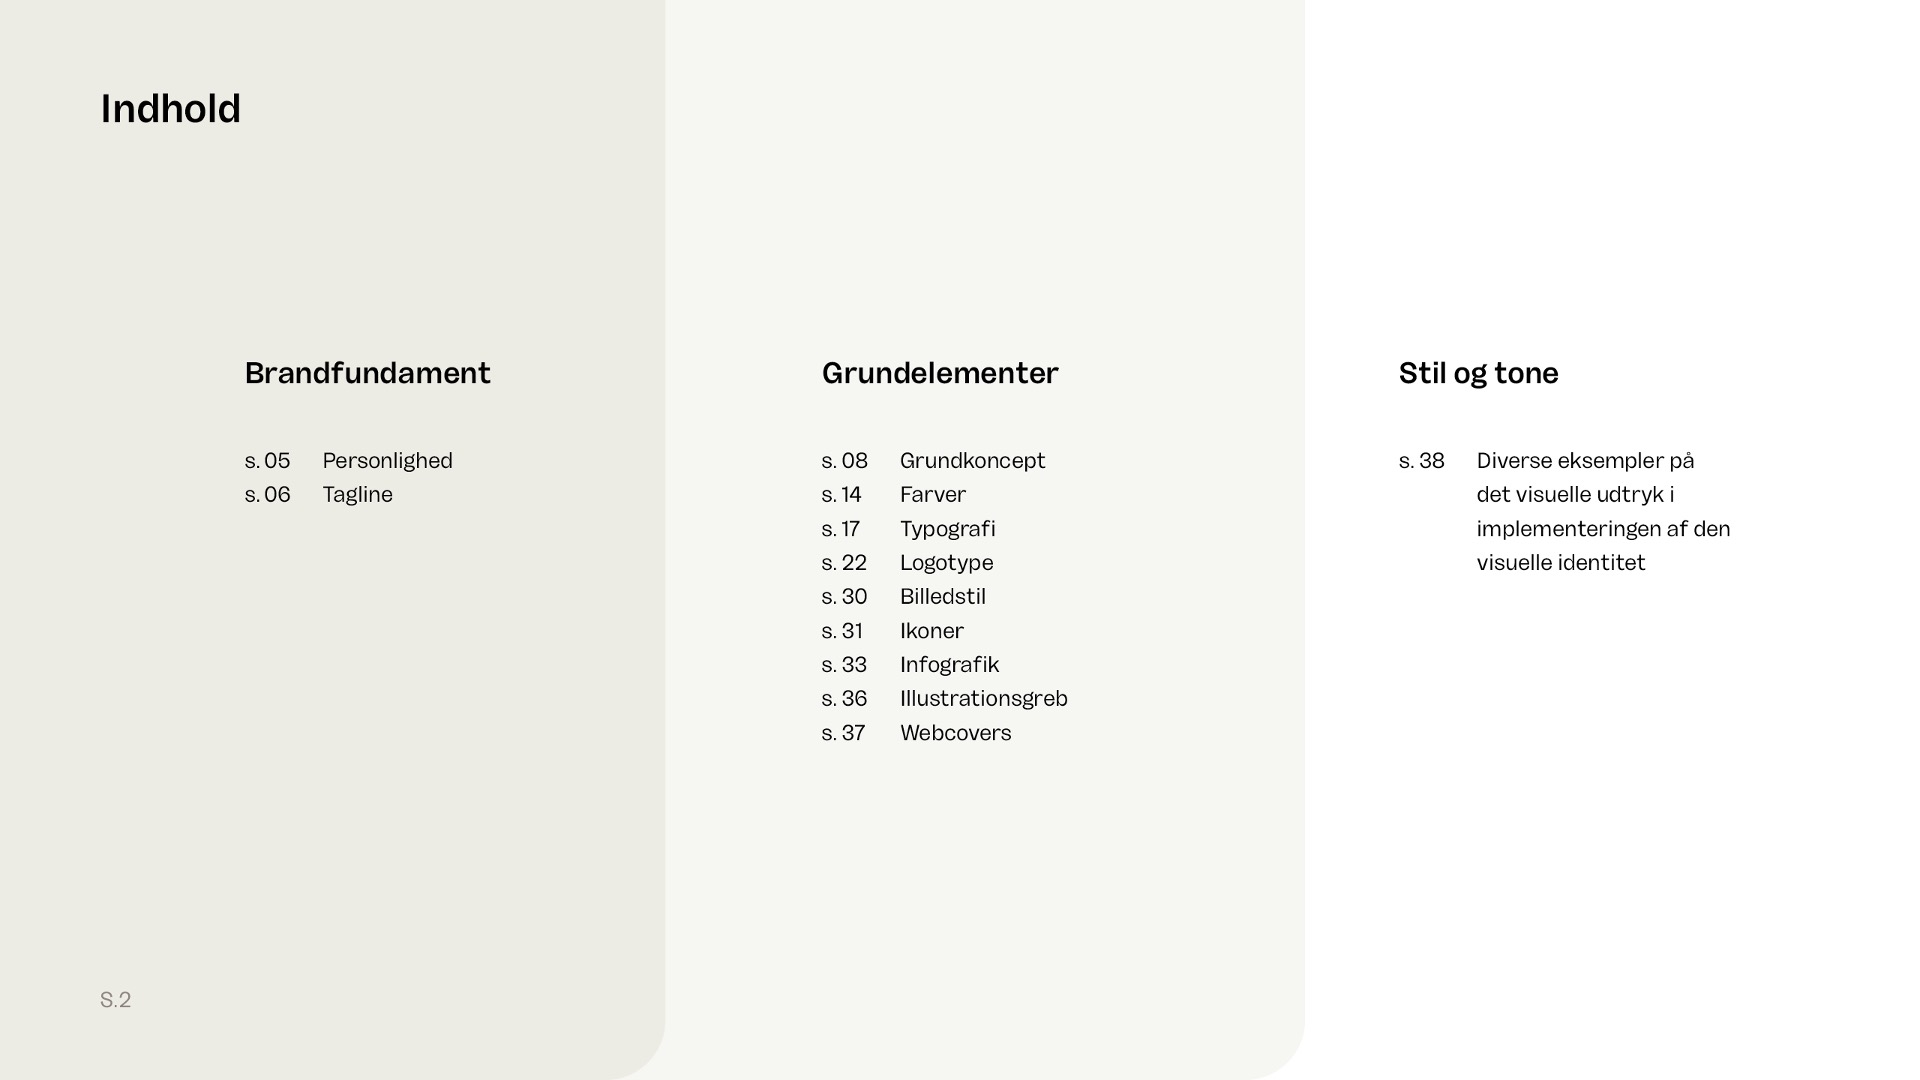 Indhold
Brandfundament
s. 05 Personlighed
s. 06 Tagline
Grundelementer
s. 08 Grundkoncept
s. 14 Farver
s. 17 Typografi
s. 22 Logotype
s. 30 Billedstil
s. 31 Ikoner
s. 33 Infografik
s. 36 Illustrationsgreb
s. 37 Webcovers
Stil og tone
s. 38 Diverse eksempler på
det visuelle udtryk i
implementeringen af den
visuelle identitet
S.2